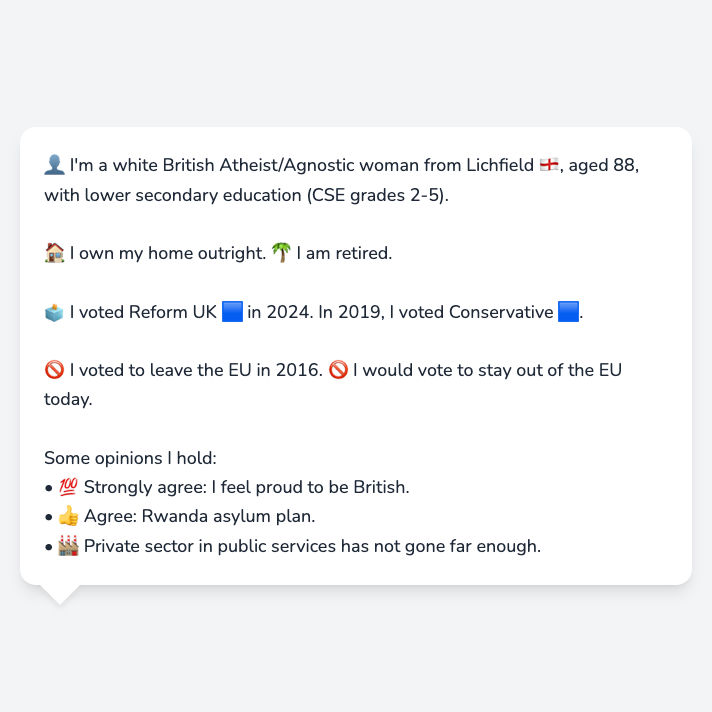 👤 I'm a white British Atheist/Agnostic woman from Lichfield 🏴󠁧󠁢󠁥󠁮󠁧󠁿, aged 88,
with lower secondary education (CSE grades 2-5).
🏠 I own my home outright. 🌴 I am retired.
🗳️ I voted Reform UK 🟦 in 2024. In 2019, I voted Conservative 🟦.
🚫 I voted to leave the EU in 2016. 🚫 I would vote to stay out of the EU
today.
Some opinions I hold:
• 💯 Strongly agree: I feel proud to be British.
• 👍 Agree: Rwanda asylum plan.
• 🏭 Private sector in public services has not gone far enough.